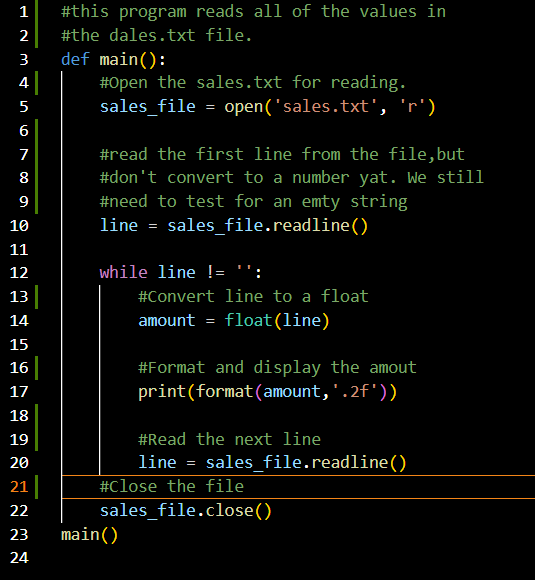 1 #this program reads all of the values in
2 #the dales.txt file.
3 def main():
4     #Open the sales.txt for reading.
5     sales_file = open('sales.txt', 'r')
6
7     #read the first line from the file,but
8     #don't convert to a number yat. We still
9     #need to test for an emty string
10     line = sales_file.readline()
11
12     while line != '':
13         #Convert line to a float
14         amount = float(line)
15
16         #Format and display the amout
17         print(format(amount,'.2f'))
18
19         #Read the next line
20         line = sales_file.readline()
21     #Close the file
22     sales_file.close()
23 main()
24